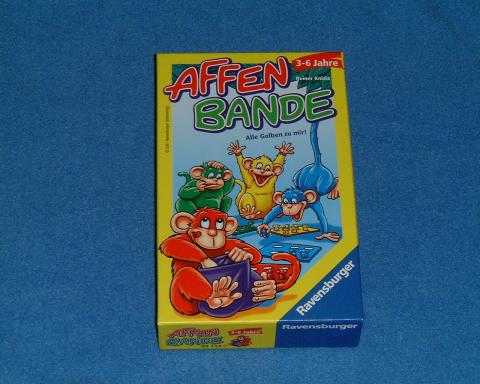 3-6 Jahre
AFFEN
Reiner Knizia
BANDE
Alle Gelben zu mir!
Ravensburger
AFFEN
BANDE
3-6 Jahre
Ravensburger